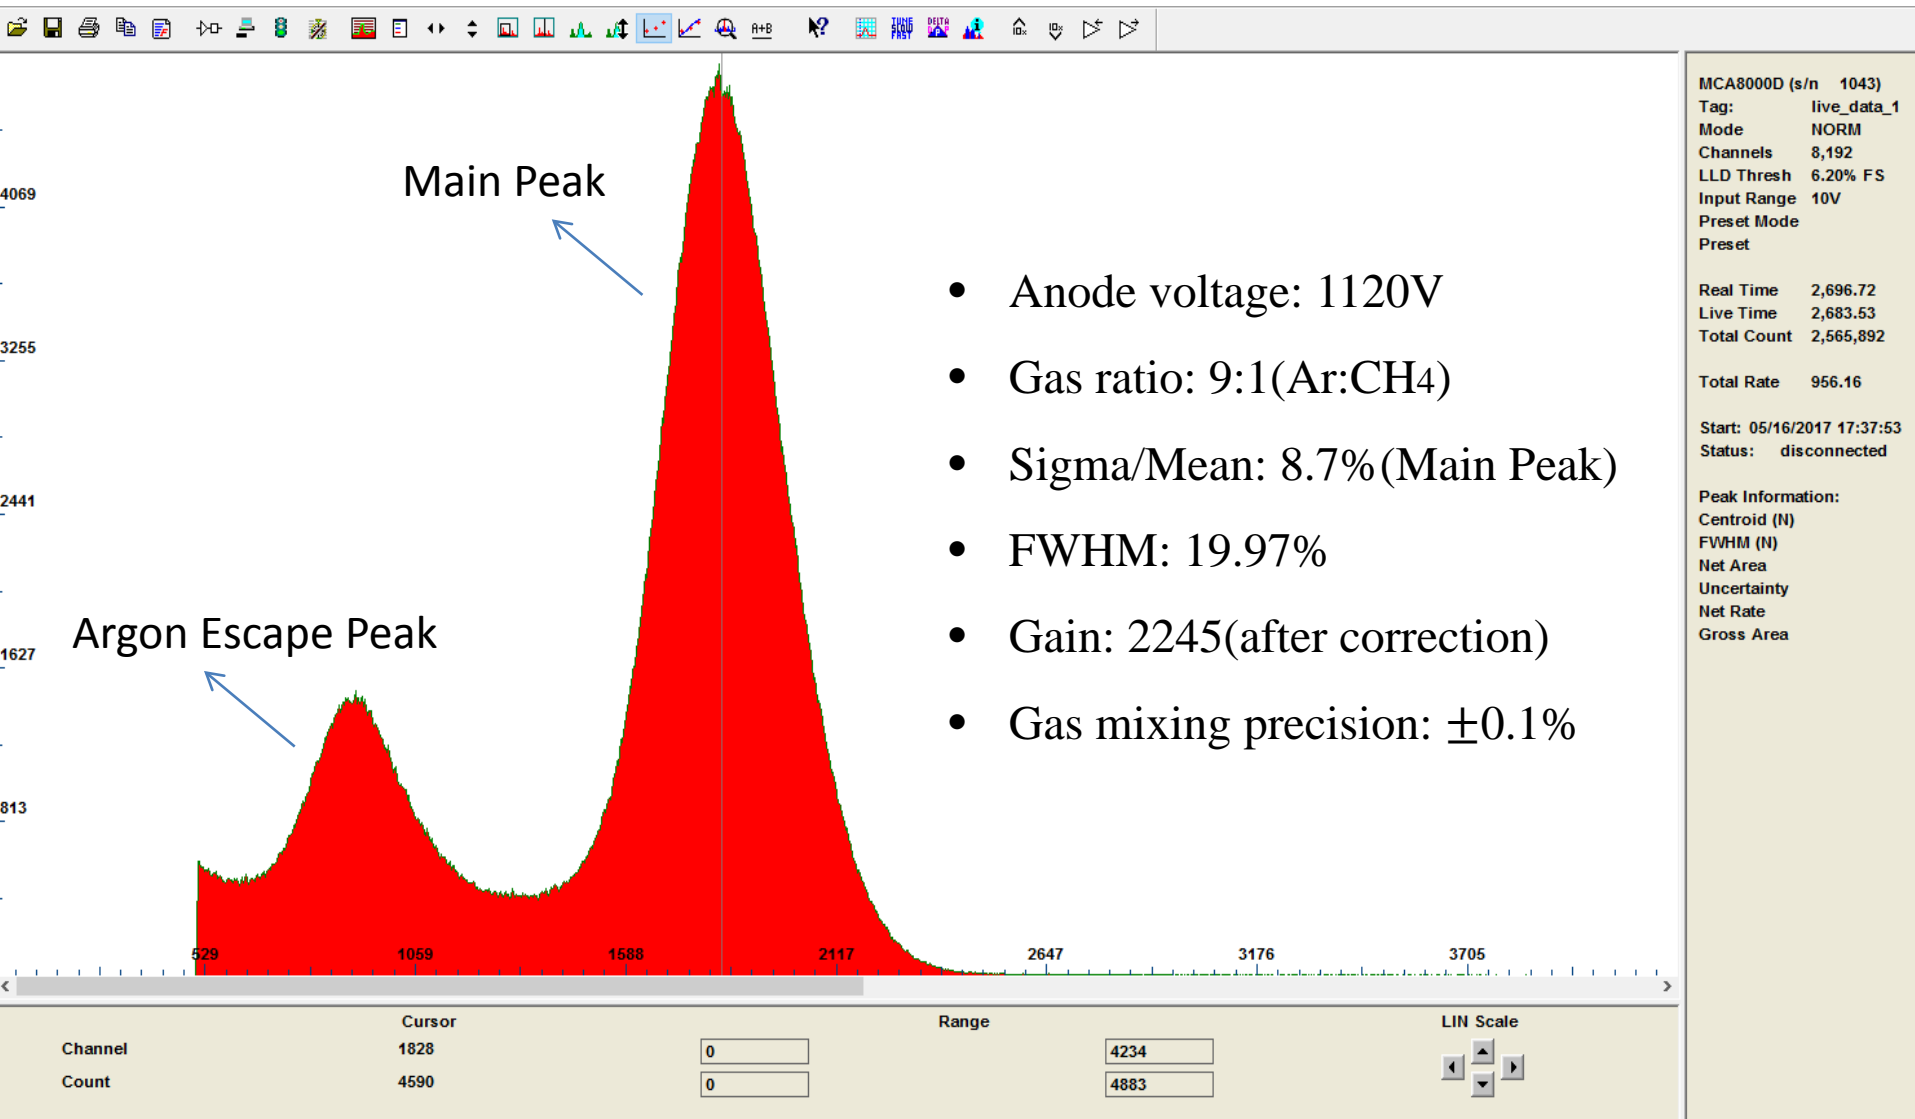 A+B
TUNE
SLOW
FAST
DELTA
10x
10x
MCA8000D (s/n 1043)
Tag: live_data_1
Mode NORM
Channels 8,192
LLD Thresh 6.20% FS
Input Range 10V
Preset Mode
Preset
Real Time 2,696.72
Live Time 2,683.53
Total Count 2,565,892
Total Rate 956.16
Start: 05/16/2017 17:37:53
Status: disconnected
Peak Information:
Centroid (N)
FWHM (N)
Net Area
Uncertainty
Net Rate
Gross Area
4069
3255
2441
1627
813
Main Peak
Argon Escape Peak
• Anode voltage: 1120V
• Gas ratio: 9:1(Ar:CH4)
• Sigma/Mean: 8.7%(Main Peak)
• FWHM: 19.97%
• Gain: 2245(after correction)
• Gas mixing precision: ±0.1%
529 1059 1588 2117 2647 3176 3705
Cursor Range LIN Scale
Channel 1828 0 4234
Count 4590 0 4883